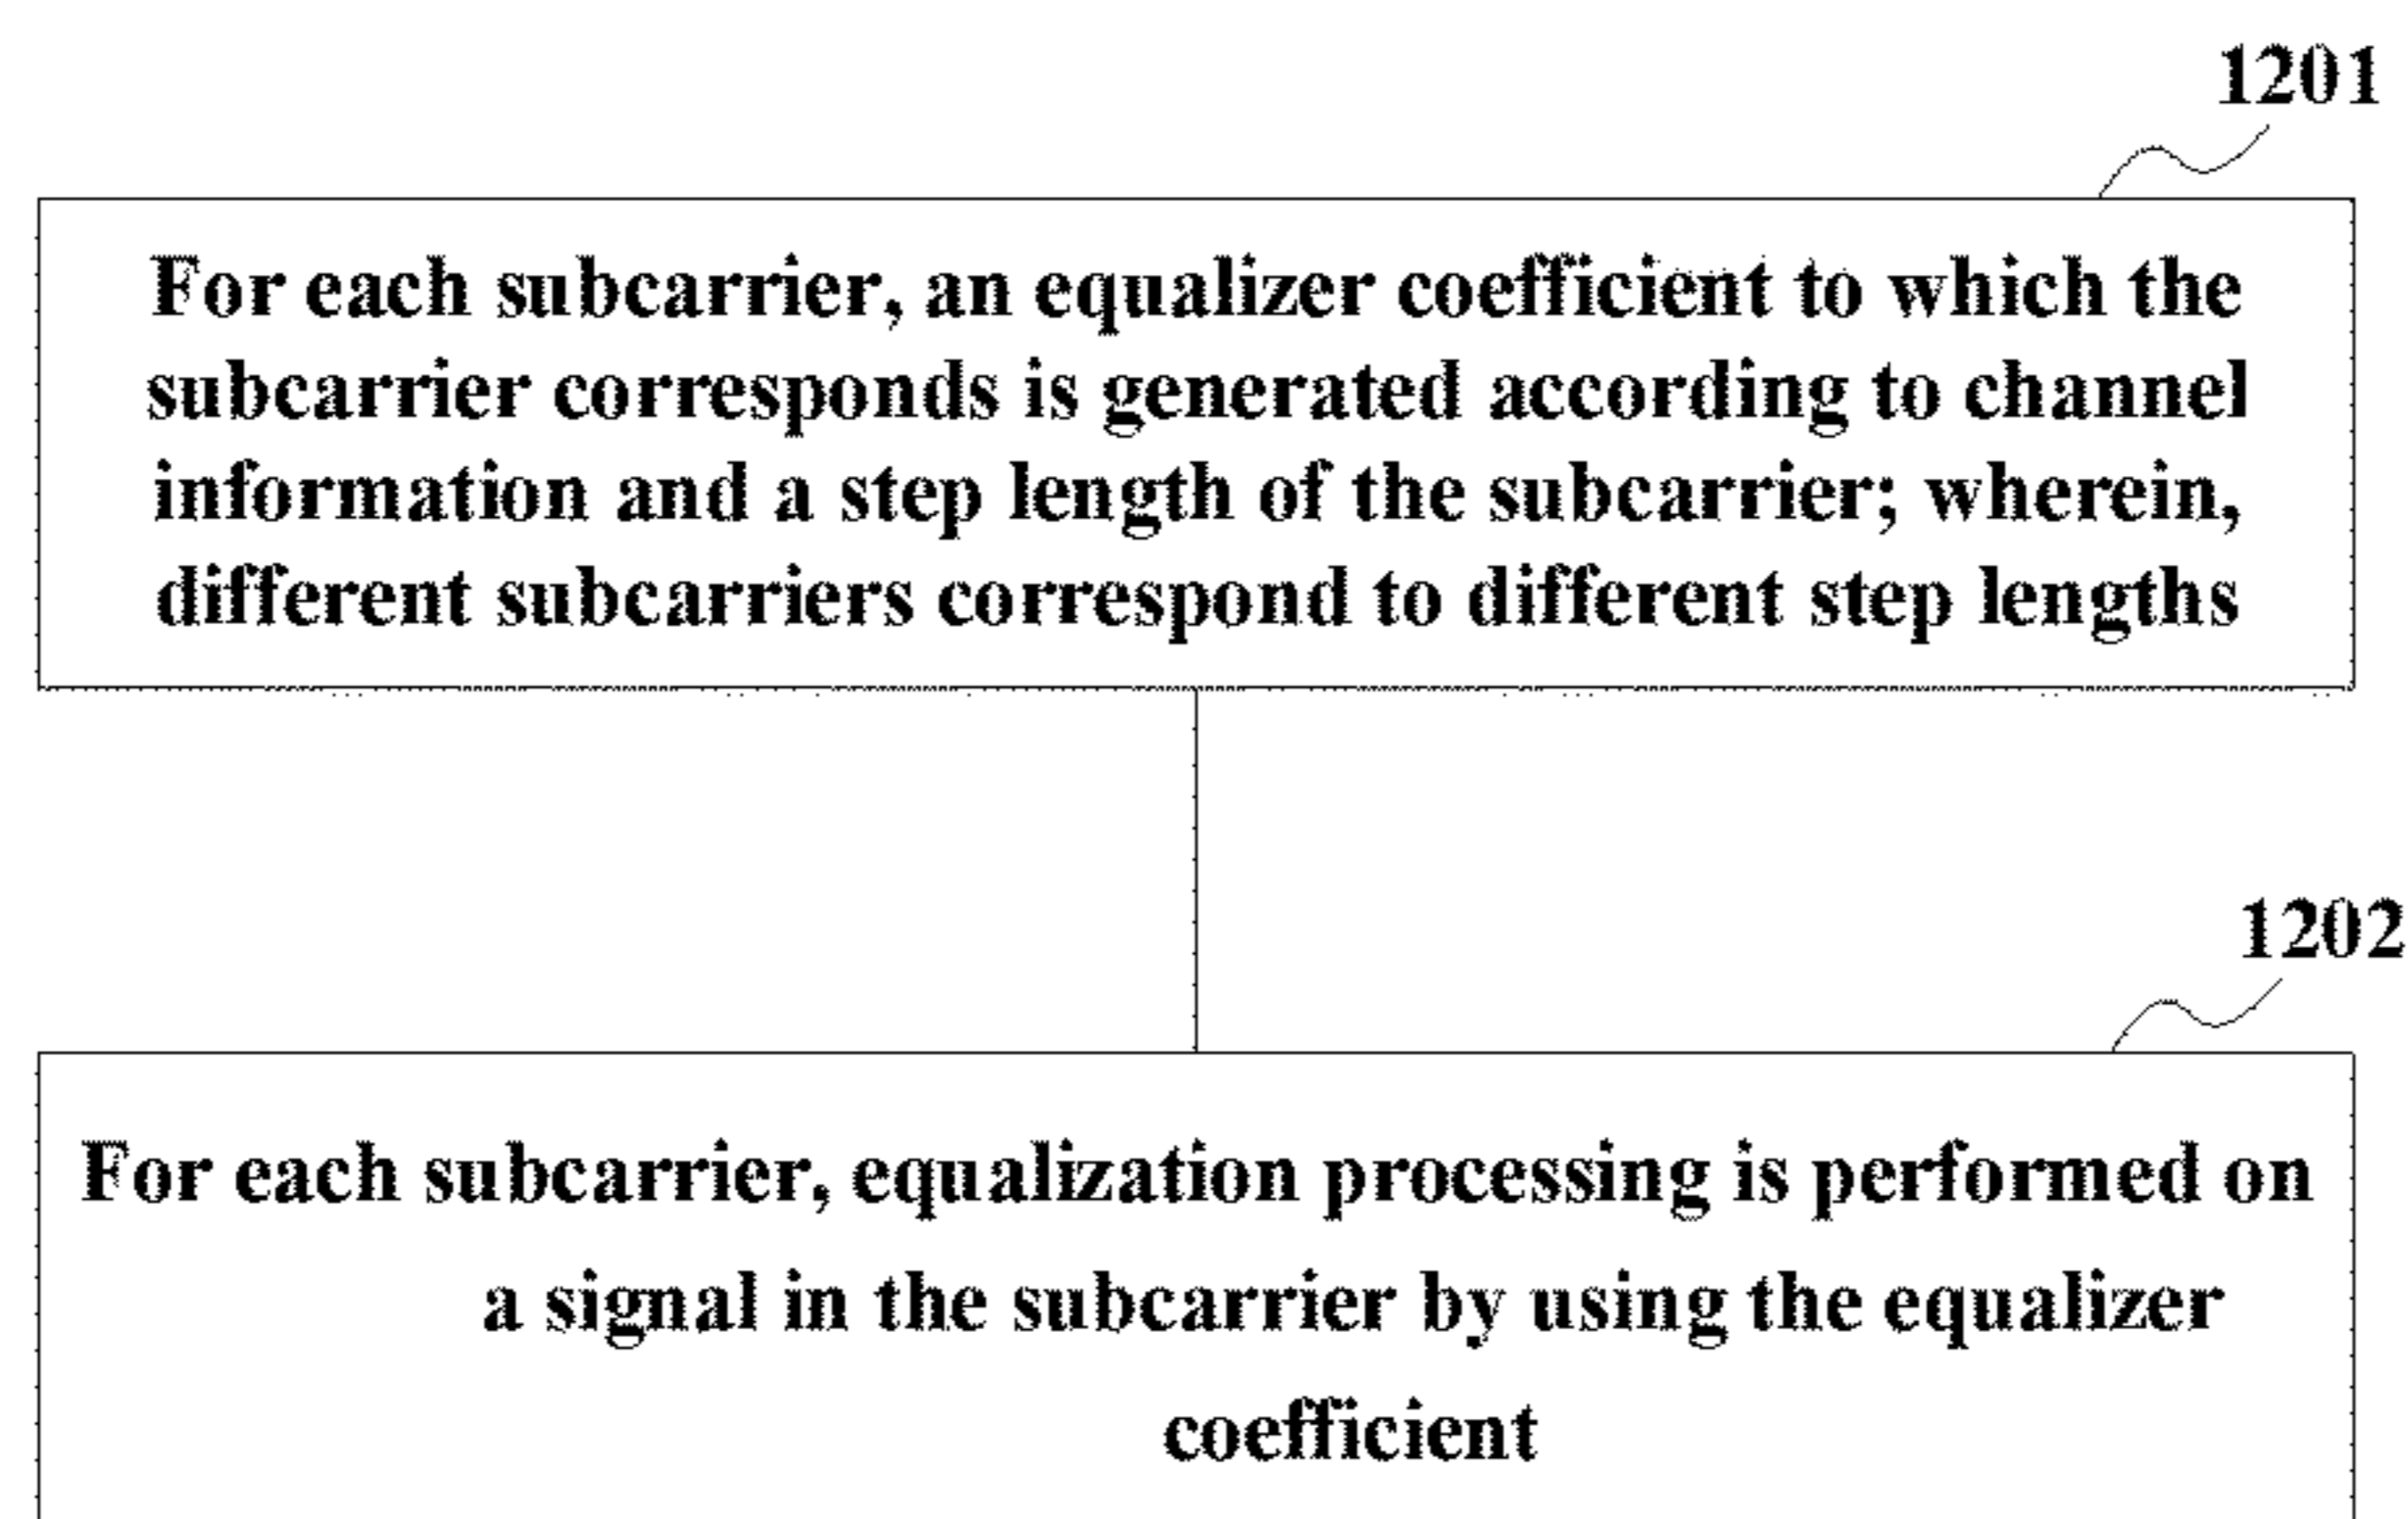 1201
For each subcarrier, an equalizer coefficient to which the
subcarrier corresponds is generated according to channel
information and a step length of the subcarrier; wherein,
different subcarriers correspond to different step lengths
1202
For each subcarrier, equalization processing is performed on
a signal in the subcarrier by using the equalizer
coefficient